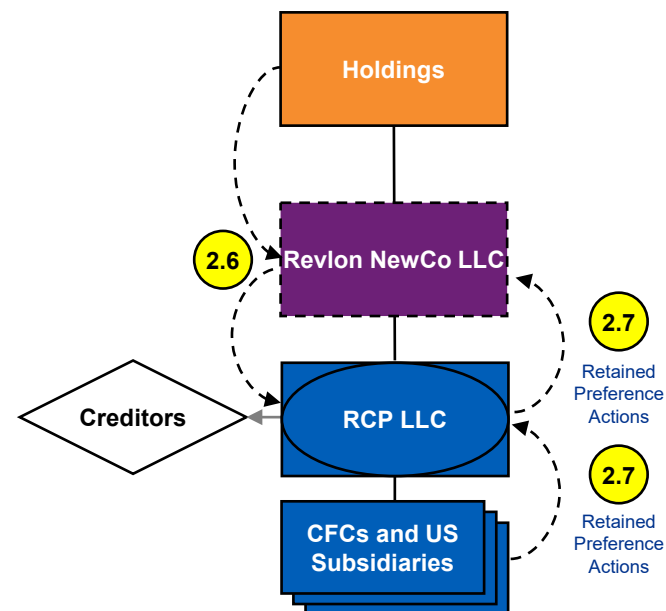 Holdings
2.6
Revlon NewCo LLC
2.7
Retained
Preference
Actions
Creditors
RCP LLC
2.7
Retained
Preference
Actions
CFCs and US
Subsidiaries